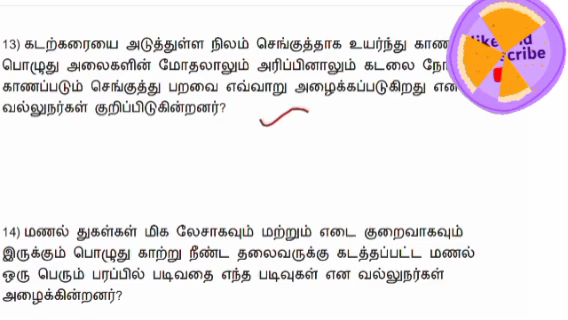 13) கடற்கரையை அடுத்துள்ள நிலம் செங்குத்தாக உயர்ந்து
பொழுது அலைகளின் மோதலாலும் அரிப்பினாலும் கடலை
காணப்படும் செங்குத்து பறவை எவ்வாறு அழைக்கப்படுகிறது என
வல்லுநர்கள் குறிப்பிடுகின்றனர்?
14) மணல் துகள்கள் மிக லேசாகவும் மற்றும் எடை குறைவாகவும்
இருக்கும் பொழுது காற்று நீண்ட தலைவருக்கு கடத்தப்பட்ட மணல்
ஒரு பெரும் பரப்பில் படிவதை எந்த படிவுகள் என வல்லுநர்கள்
அழைக்கின்றனர்?